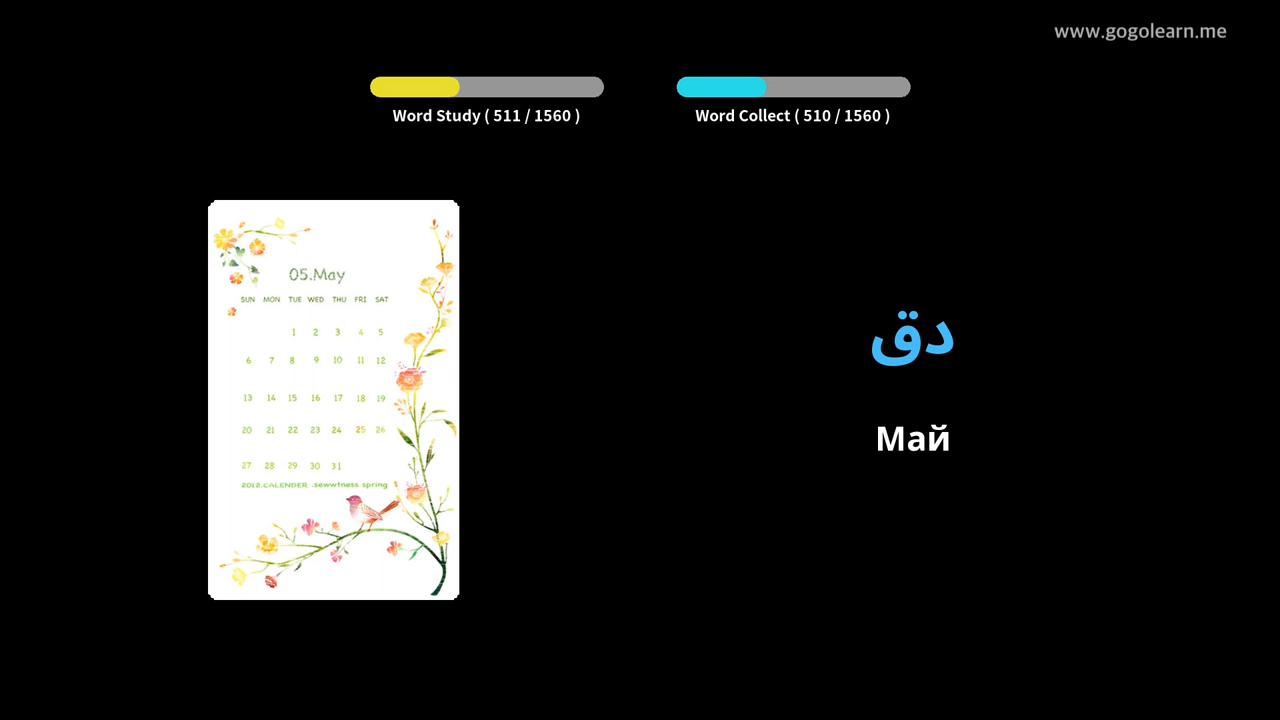 www.gogolearn.me
Word Study ( 511 / 1560 )
Word Collect ( 510 / 1560 )
05.May
SUN MON TUE WED THU FRI SAT
1 2 3 4 5
6 7 8 9 10 11 12
13 14 15 16 17 18 19
20 21 22 23 24 25 26
27 28 29 30 31
2012.CALENDER .sewwtness spring
دق
Май